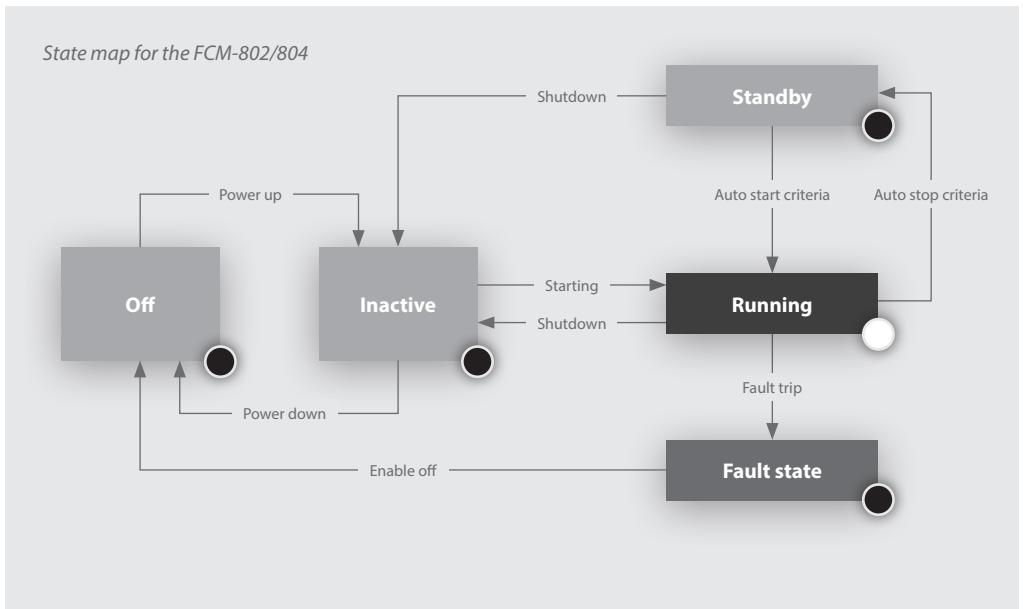 State map for the FCM-802/804
Standby
Shutdown
Power up
Auto start criteria
Auto stop criteria
Off
Inactive
Starting
Running
Shutdown
Fault trip
Power down
Enable off
Fault state